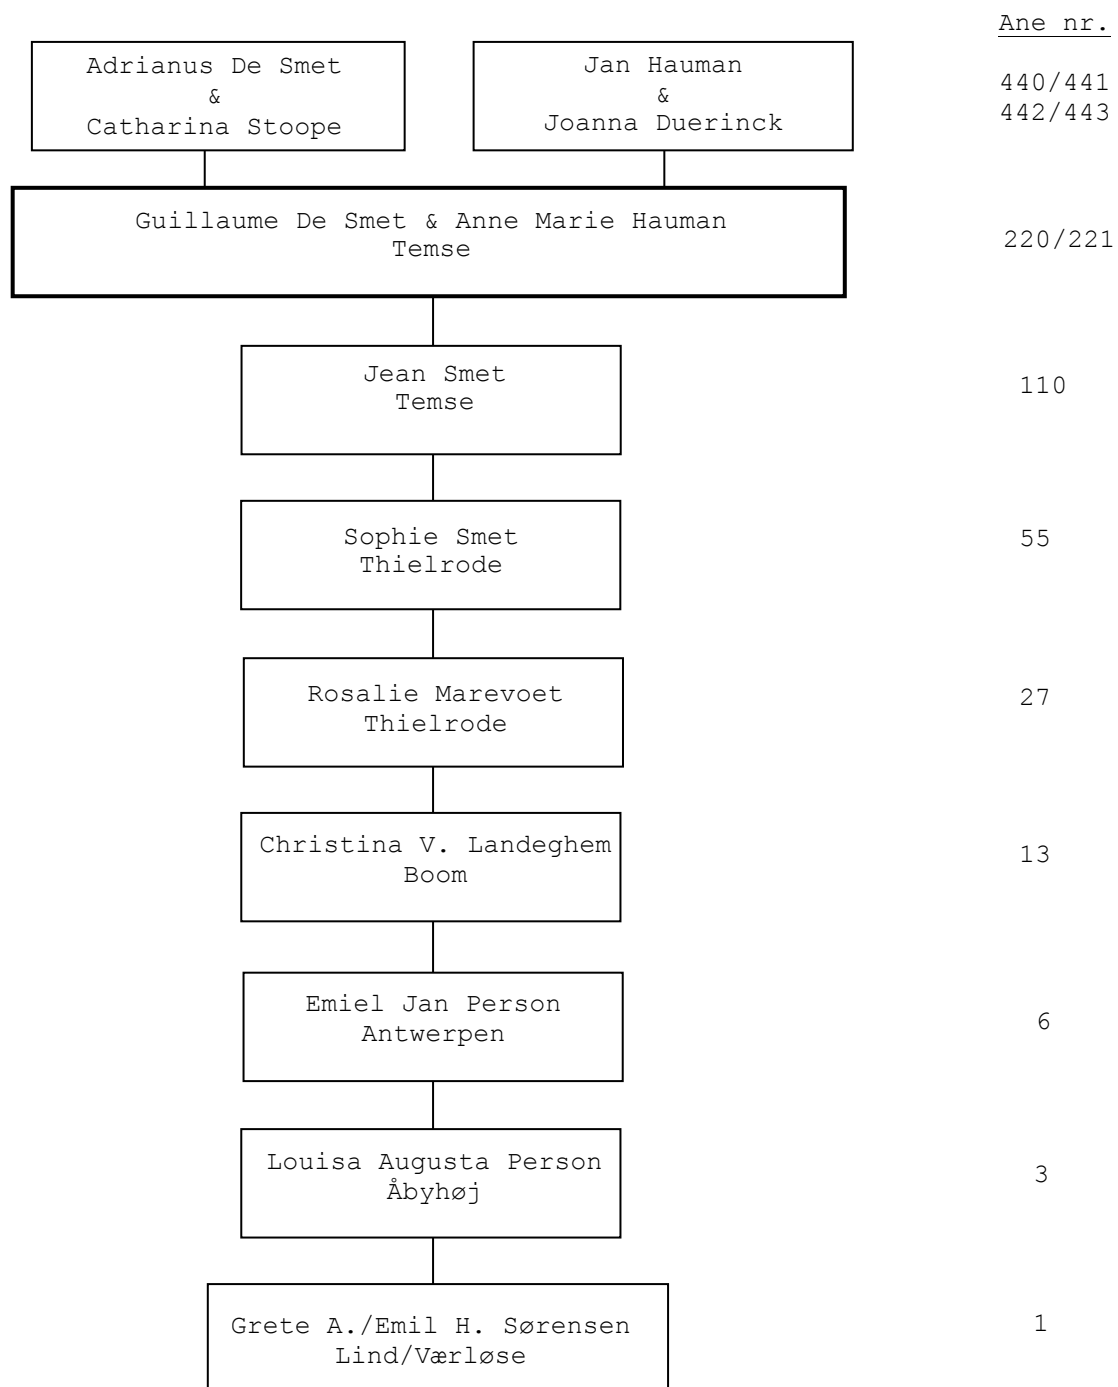 Ane nr.
Adrianus De Smet
&
Catharina Stoope
Jan Hauman
&
Joanna Duerinck
440/441
442/443
Guillaume De Smet & Anne Marie Hauman
Temse
220/221
Jean Smet
Temse
110
Sophie Smet
Thielrode
55
Rosalie Marevoet
Thielrode
27
Christina V. Landeghem
Boom
13
Emiel Jan Person
Antwerpen
6
Louisa Augusta Person
Åbyhøj
3
Grete A./Emil H. Sørensen
Lind/Værløse
1